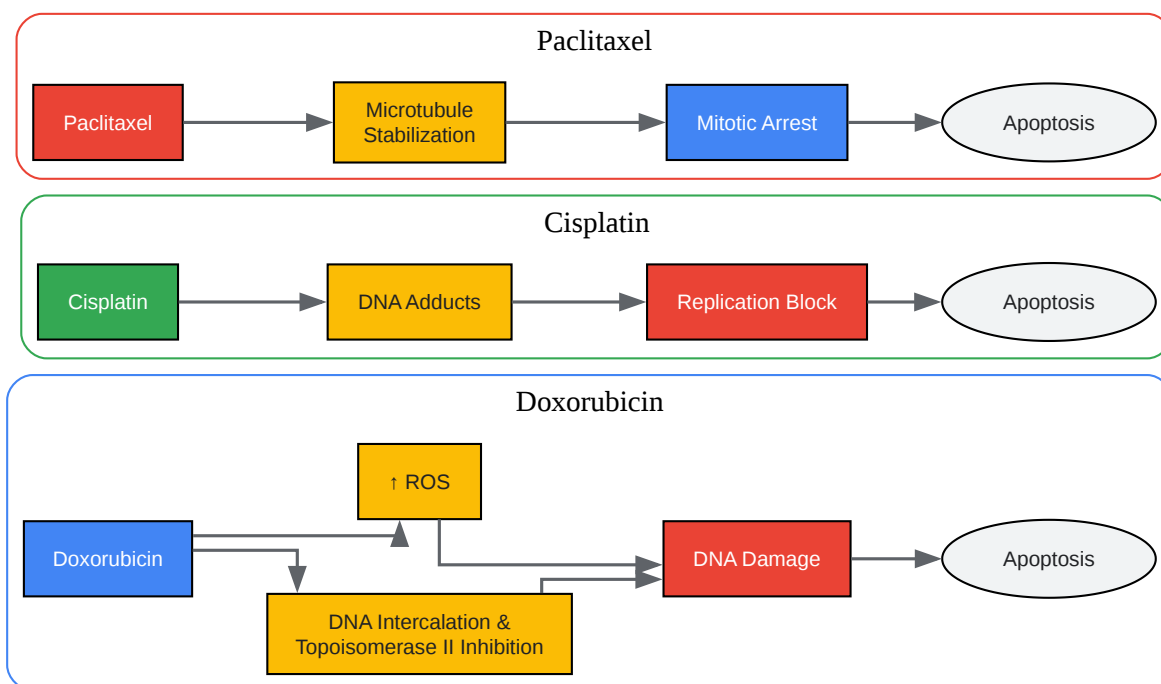 Paclitaxel
Paclitaxel
Microtubule
Stabilization
Mitotic Arrest
Apoptosis
Cisplatin
Cisplatin
DNA Adducts
Replication Block
Apoptosis
Doxorubicin
↑ ROS
Doxorubicin
DNA Damage
Apoptosis
DNA Intercalation &
Topoisomerase II Inhibition